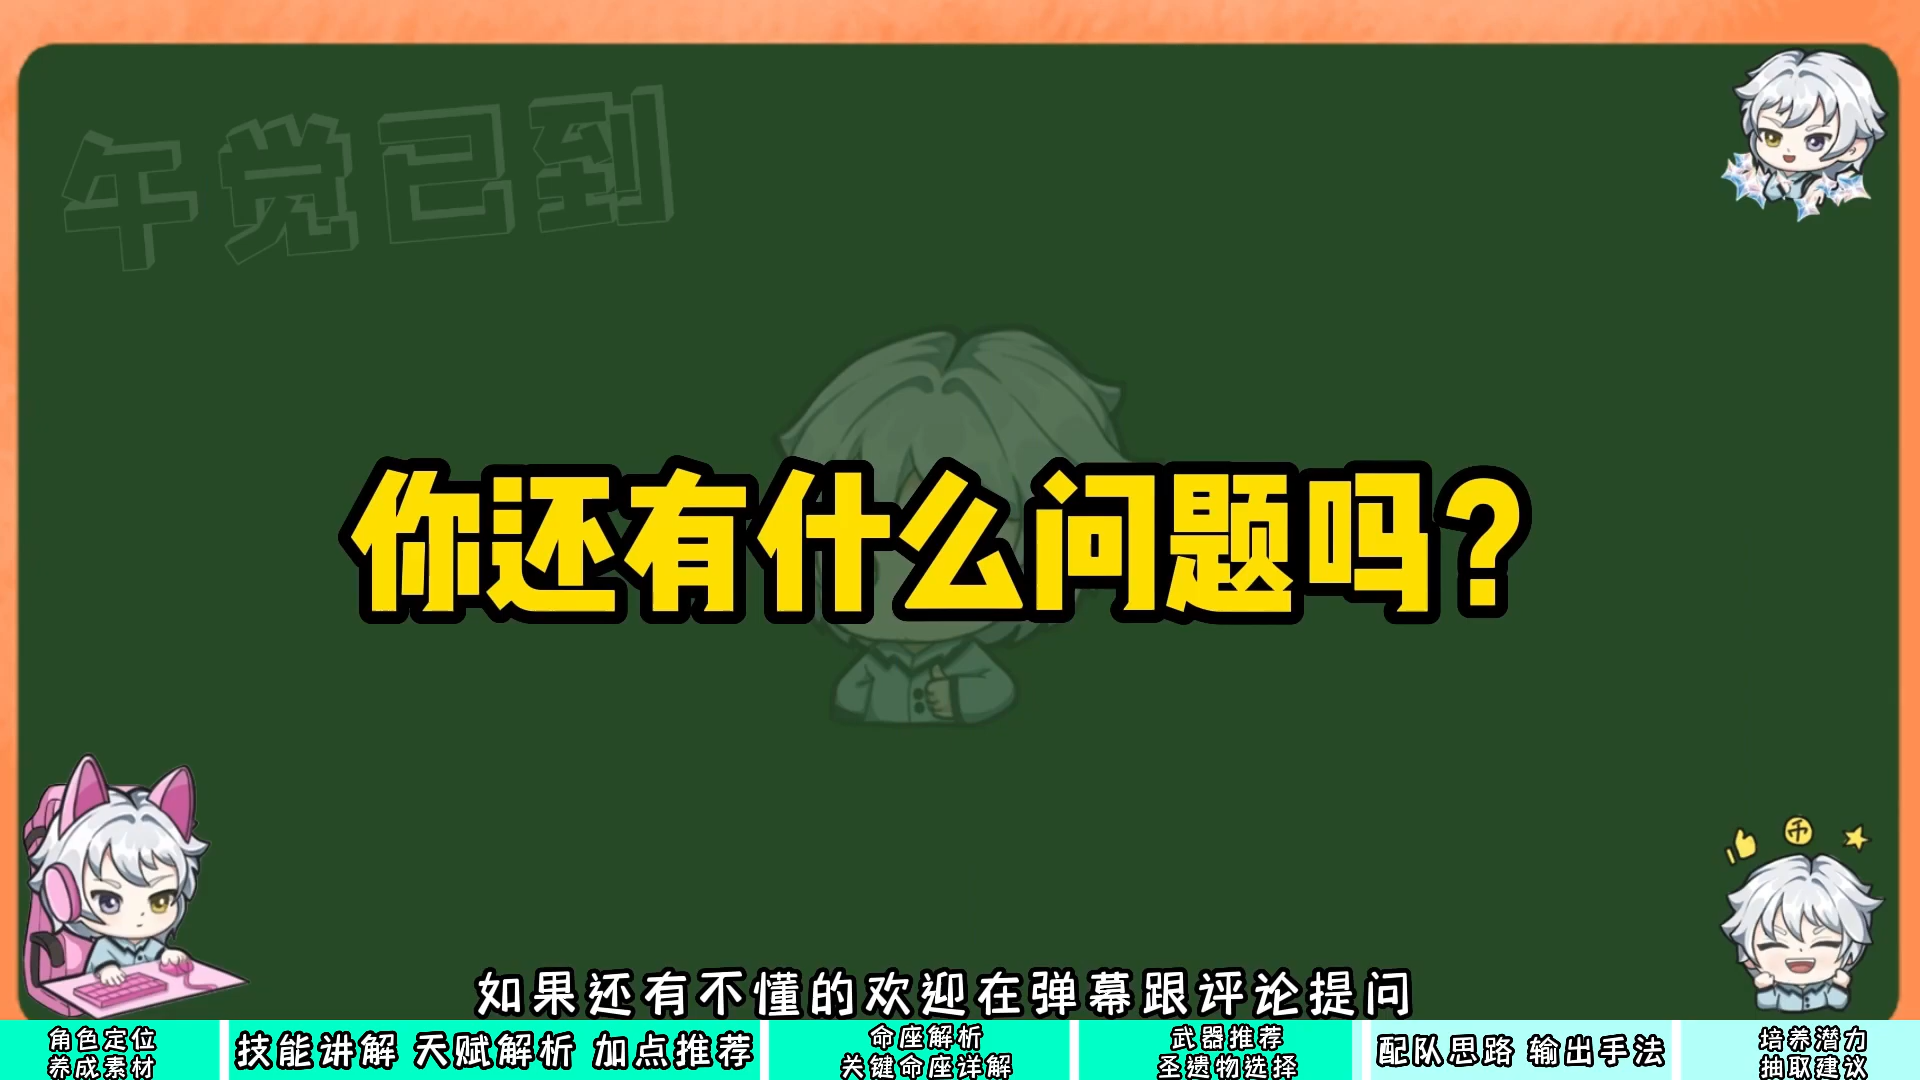 午觉已到
你还有什么问题吗?
币
如果还有不懂的欢迎在弹幕跟评论提问
角色定位
养成素材
技能讲解 天赋解析 加点推荐
命座解析
关键命座详解
武器推荐
圣遗物选择
配队思路 输出手法
培养潜力
抽取建议